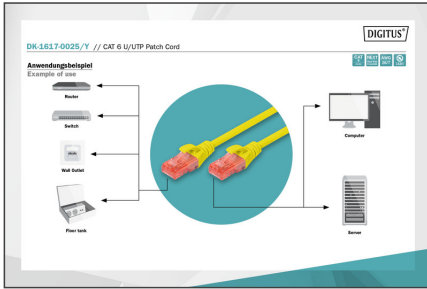 DIGITUS®
DK-1617-0025/Y // CAT 6 U/UTP Patch Cord
Anwendungsbeispiel
Example of use
Router
Switch
Wall Outlet
Floor tank
Computer
Server